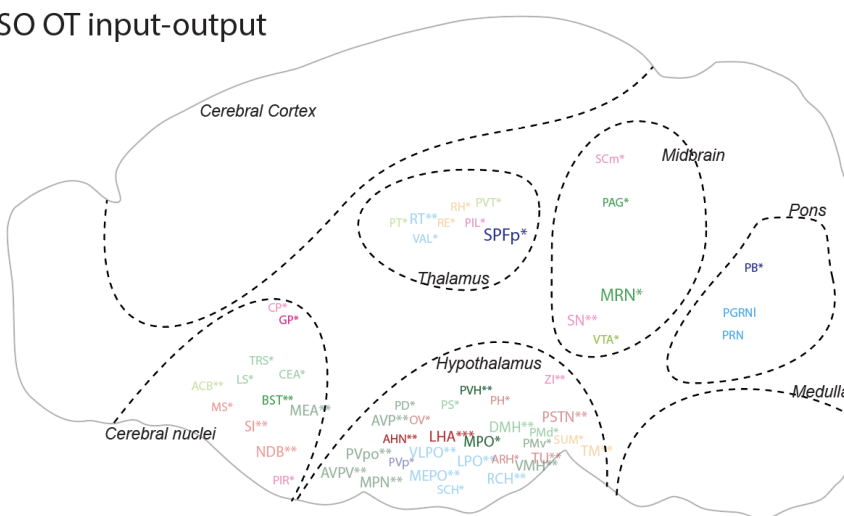 SO OT input-output
Cerebral Cortex
SCm*
Midbrain
PAG*
RH* PVT*
PT* RT** RE* PIL*
VAL* SPFp*
Thalamus
Pons
PB*
MRN*
SN**
VTA*
PGRNl
PRN
CP*
GP*
TRS*
LS* CEA*
ACB**
BST** MEA**
MS*
SI**
NDB**
PIR*
Cerebral nuclei
Hypothalamus
ZI**
PVH**
PD* PS* PH*
AVP** OV* PSTN**
DMH** PMd*
AHN** LHA*** MPO* PMv* SUM*
PVpo** VLPO** TM**
PVp* LPO** ARH* TU**
VMH**
AVPV** MEPO** RCH**
MPN** SCH*
Medulla